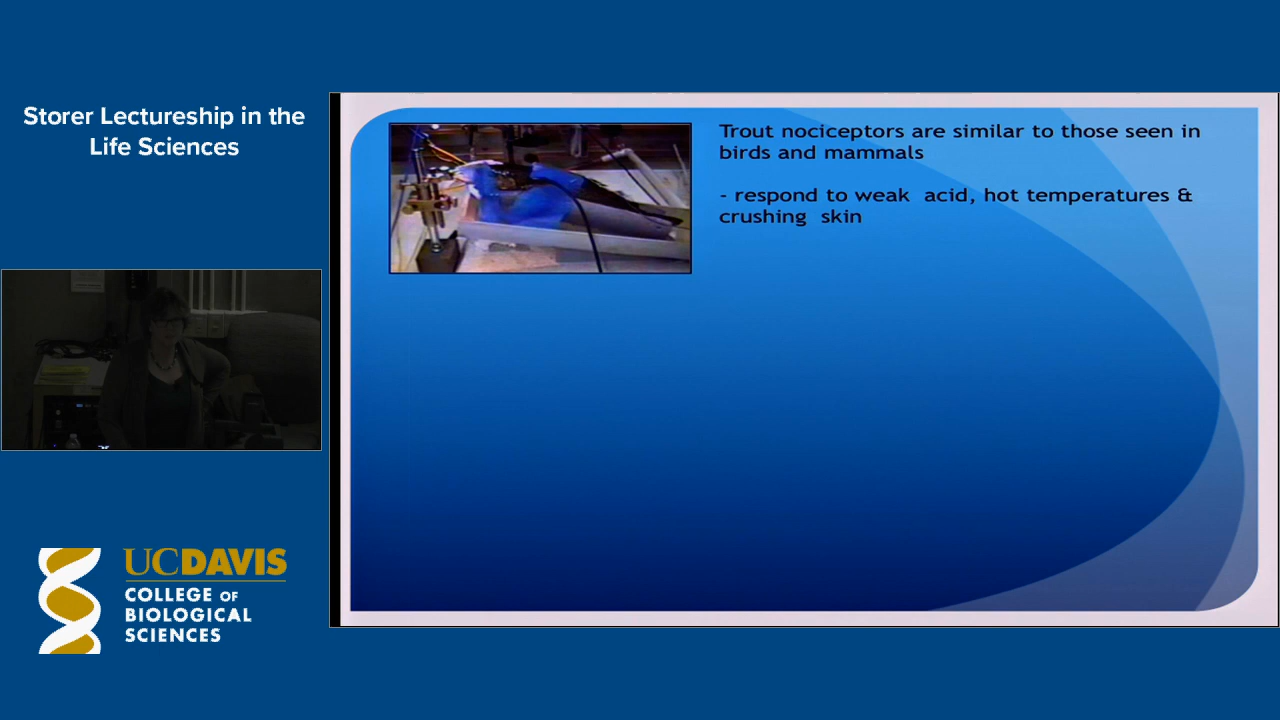 Storer Lectureship in the
Life Sciences
Trout nociceptors are similar to those seen in
birds and mammals
- respond to weak  acid, hot temperatures &
crushing  skin
UCDAVIS
COLLEGE OF
BIOLOGICAL
SCIENCES